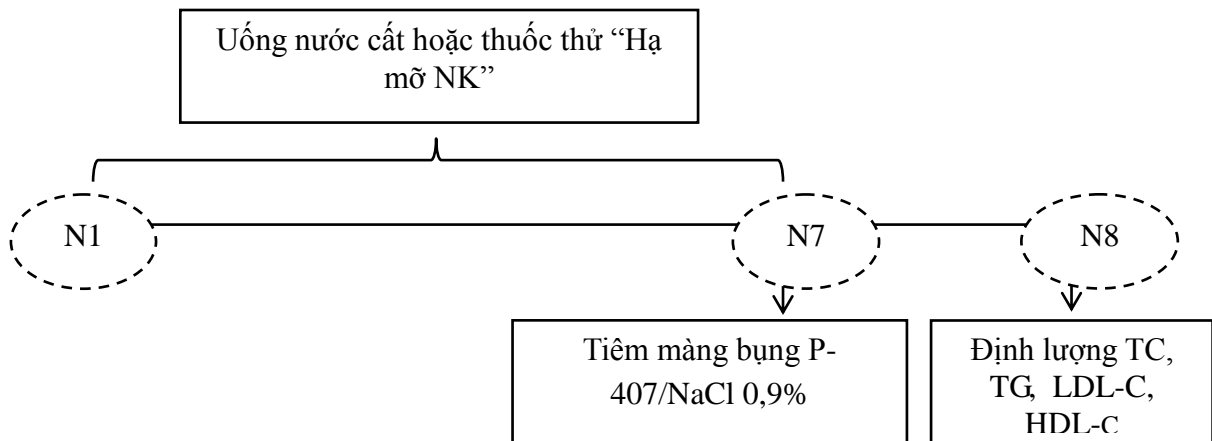 Uống nước cất hoặc thuốc thử “Hạ
mỡ NK”
N1
N7
N8
Tiêm màng bụng P-
407/NaCl 0,9%
Định lượng TC,
TG, LDL-C,
HDL-C